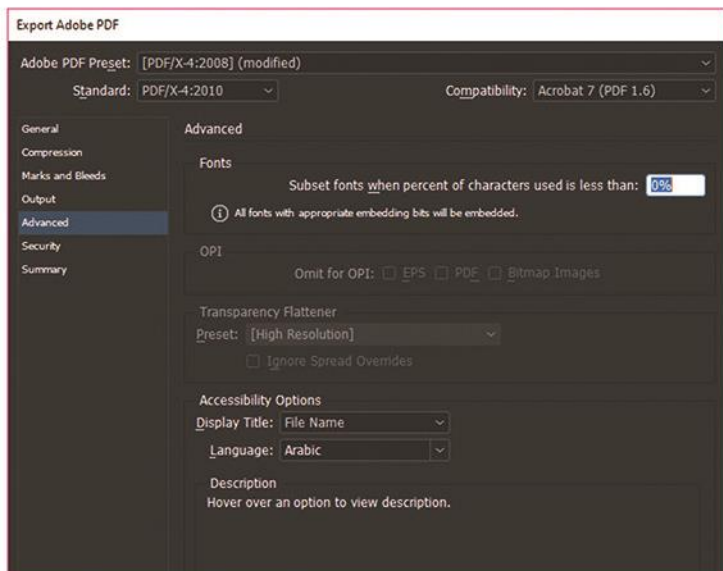 Export Adobe PDF
Adobe PDF Preset: [PDF/X-4:2008] (modified)
Standard: PDF/X-4:2010 Compatibility: Acrobat 7 (PDF 1.6)
General
Compression
Marks and Bleeds
Output
Advanced
Security
Summary
Advanced
Fonts
Subset fonts when percent of characters used is less than: 0%
All fonts with appropriate embedding bits will be embedded.
OPI
Omit for OPI: EPS PDF Bitmap Images
Transparency Flattener
Preset: [High Resolution]
Ignore Spread Overrides
Accessibility Options
Display Title: File Name
Language: Arabic
Description
Hover over an option to view description.